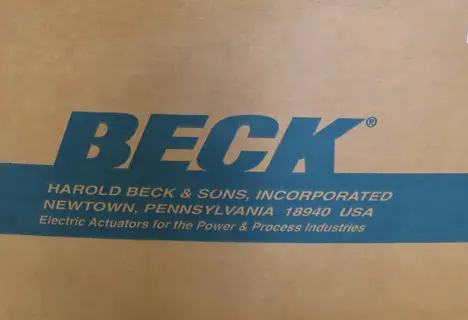 BECK®
HAROLD BECK & SONS, INCORPORATED
NEWTOWN, PENNSYLVANIA 18940 USA
Electric Actuators for the Power & Process Industries